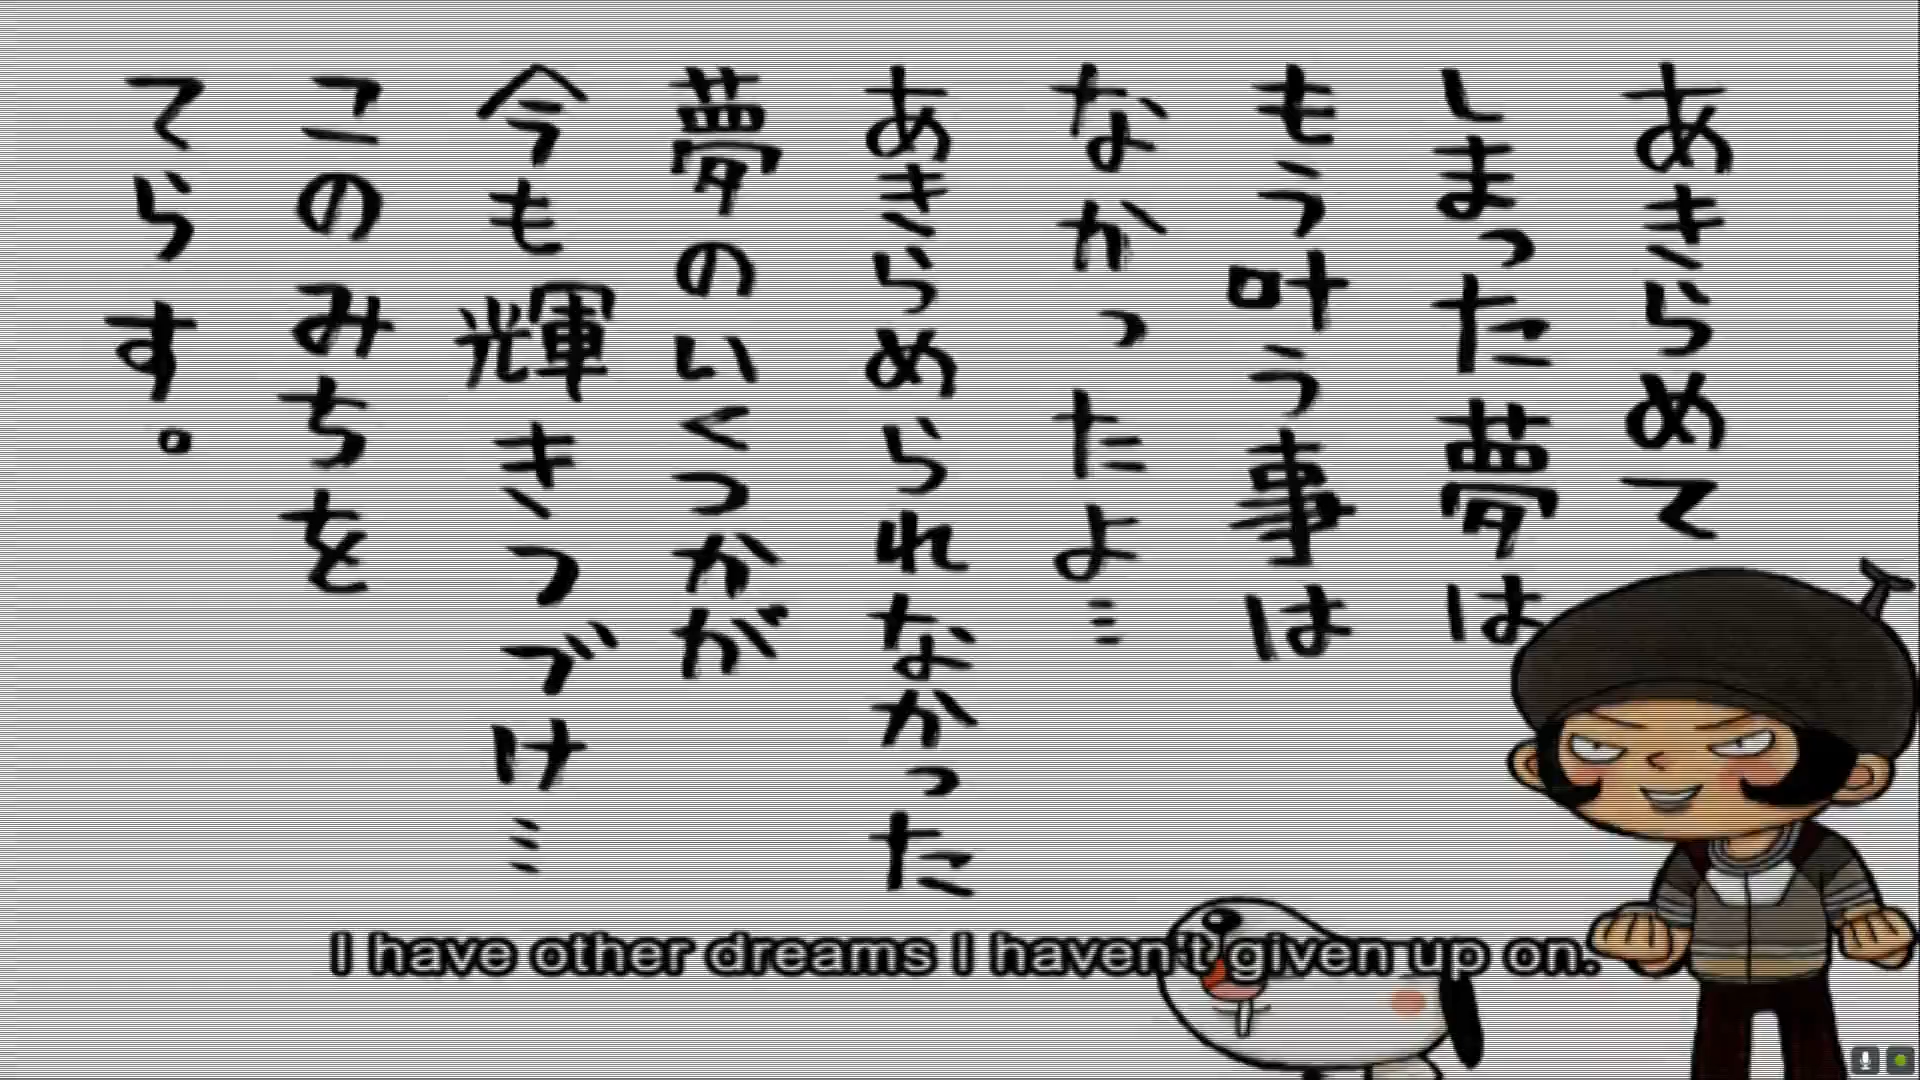 あきらめて
しまった夢は
もう叶う事は
なかったよ…
あきらめられなかった
夢のいくつかが
今も輝きつづけ…
このみちを
てらす。
I have other dreams I haven't given up on.